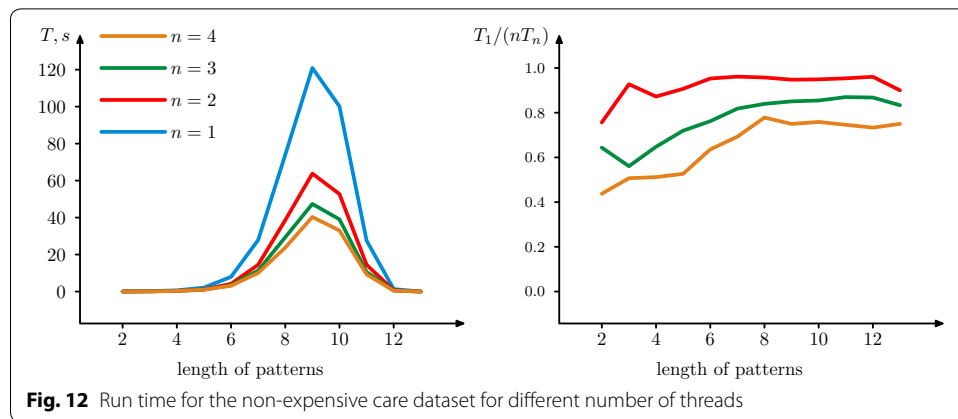 T, s
n = 4
n = 3
n = 2
n = 1
120
100
80
60
40
20
0
2 4 6 8 10 12
length of patterns
T₁/(nTₙ)
1.0
0.8
0.6
0.4
0.2
0.0
2 4 6 8 10 12
length of patterns
Fig. 12 Run time for the non-expensive care dataset for different number of threads